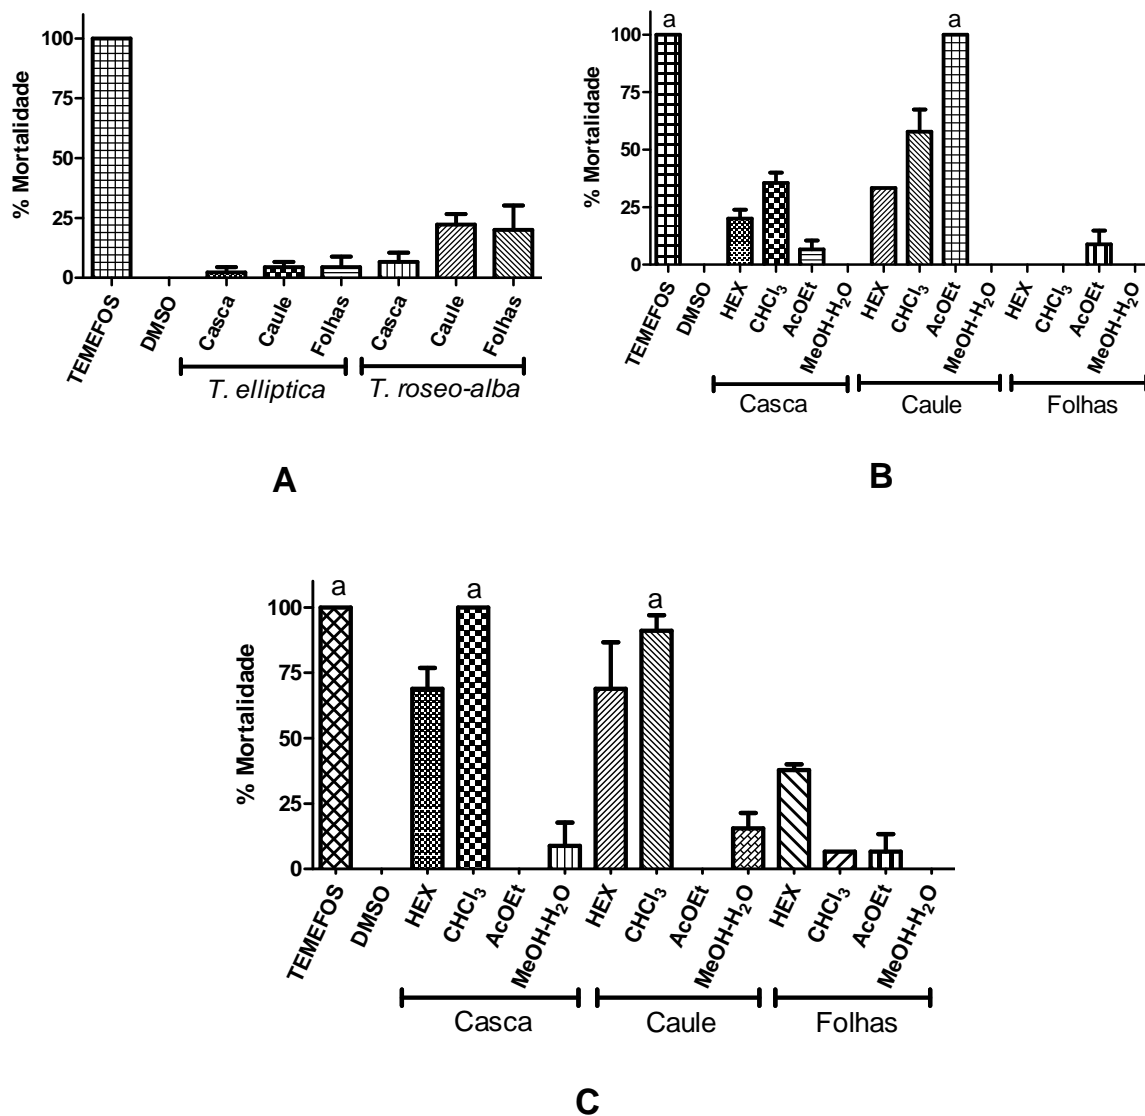 % Mortalidade
100
75
50
25
0
TEMEFOS
DMSO
Casca
Caule
Folhas
Casca
Caule
Folhas
T. elliptica
T. roseo-alba
A
% Mortalidade
100
75
50
25
0
a
a
TEMEFOS
DMSO
HEX
CHCl₃
AcOEt
MeOH-H₂O
HEX
CHCl₃
AcOEt
MeOH-H₂O
HEX
CHCl₃
AcOEt
MeOH-H₂O
Casca
Caule
Folhas
B
% Mortalidade
100
75
50
25
0
a
a
a
TEMEFOS
DMSO
HEX
CHCl₃
AcOEt
MeOH-H₂O
HEX
CHCl₃
AcOEt
MeOH-H₂O
HEX
CHCl₃
AcOEt
MeOH-H₂O
Casca
Caule
Folhas
C